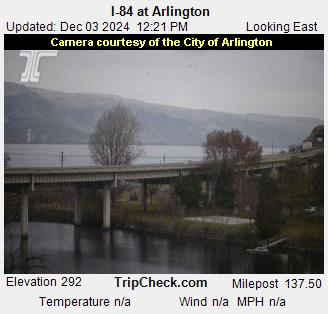 I-84 at Arlington
Updated: Dec 03 2024 12:21 PM Looking East
Camera courtesy of the City of Arlington
Elevation 292 TripCheck.com Milepost 137.50
Temperature n/a Wind n/a MPH n/a